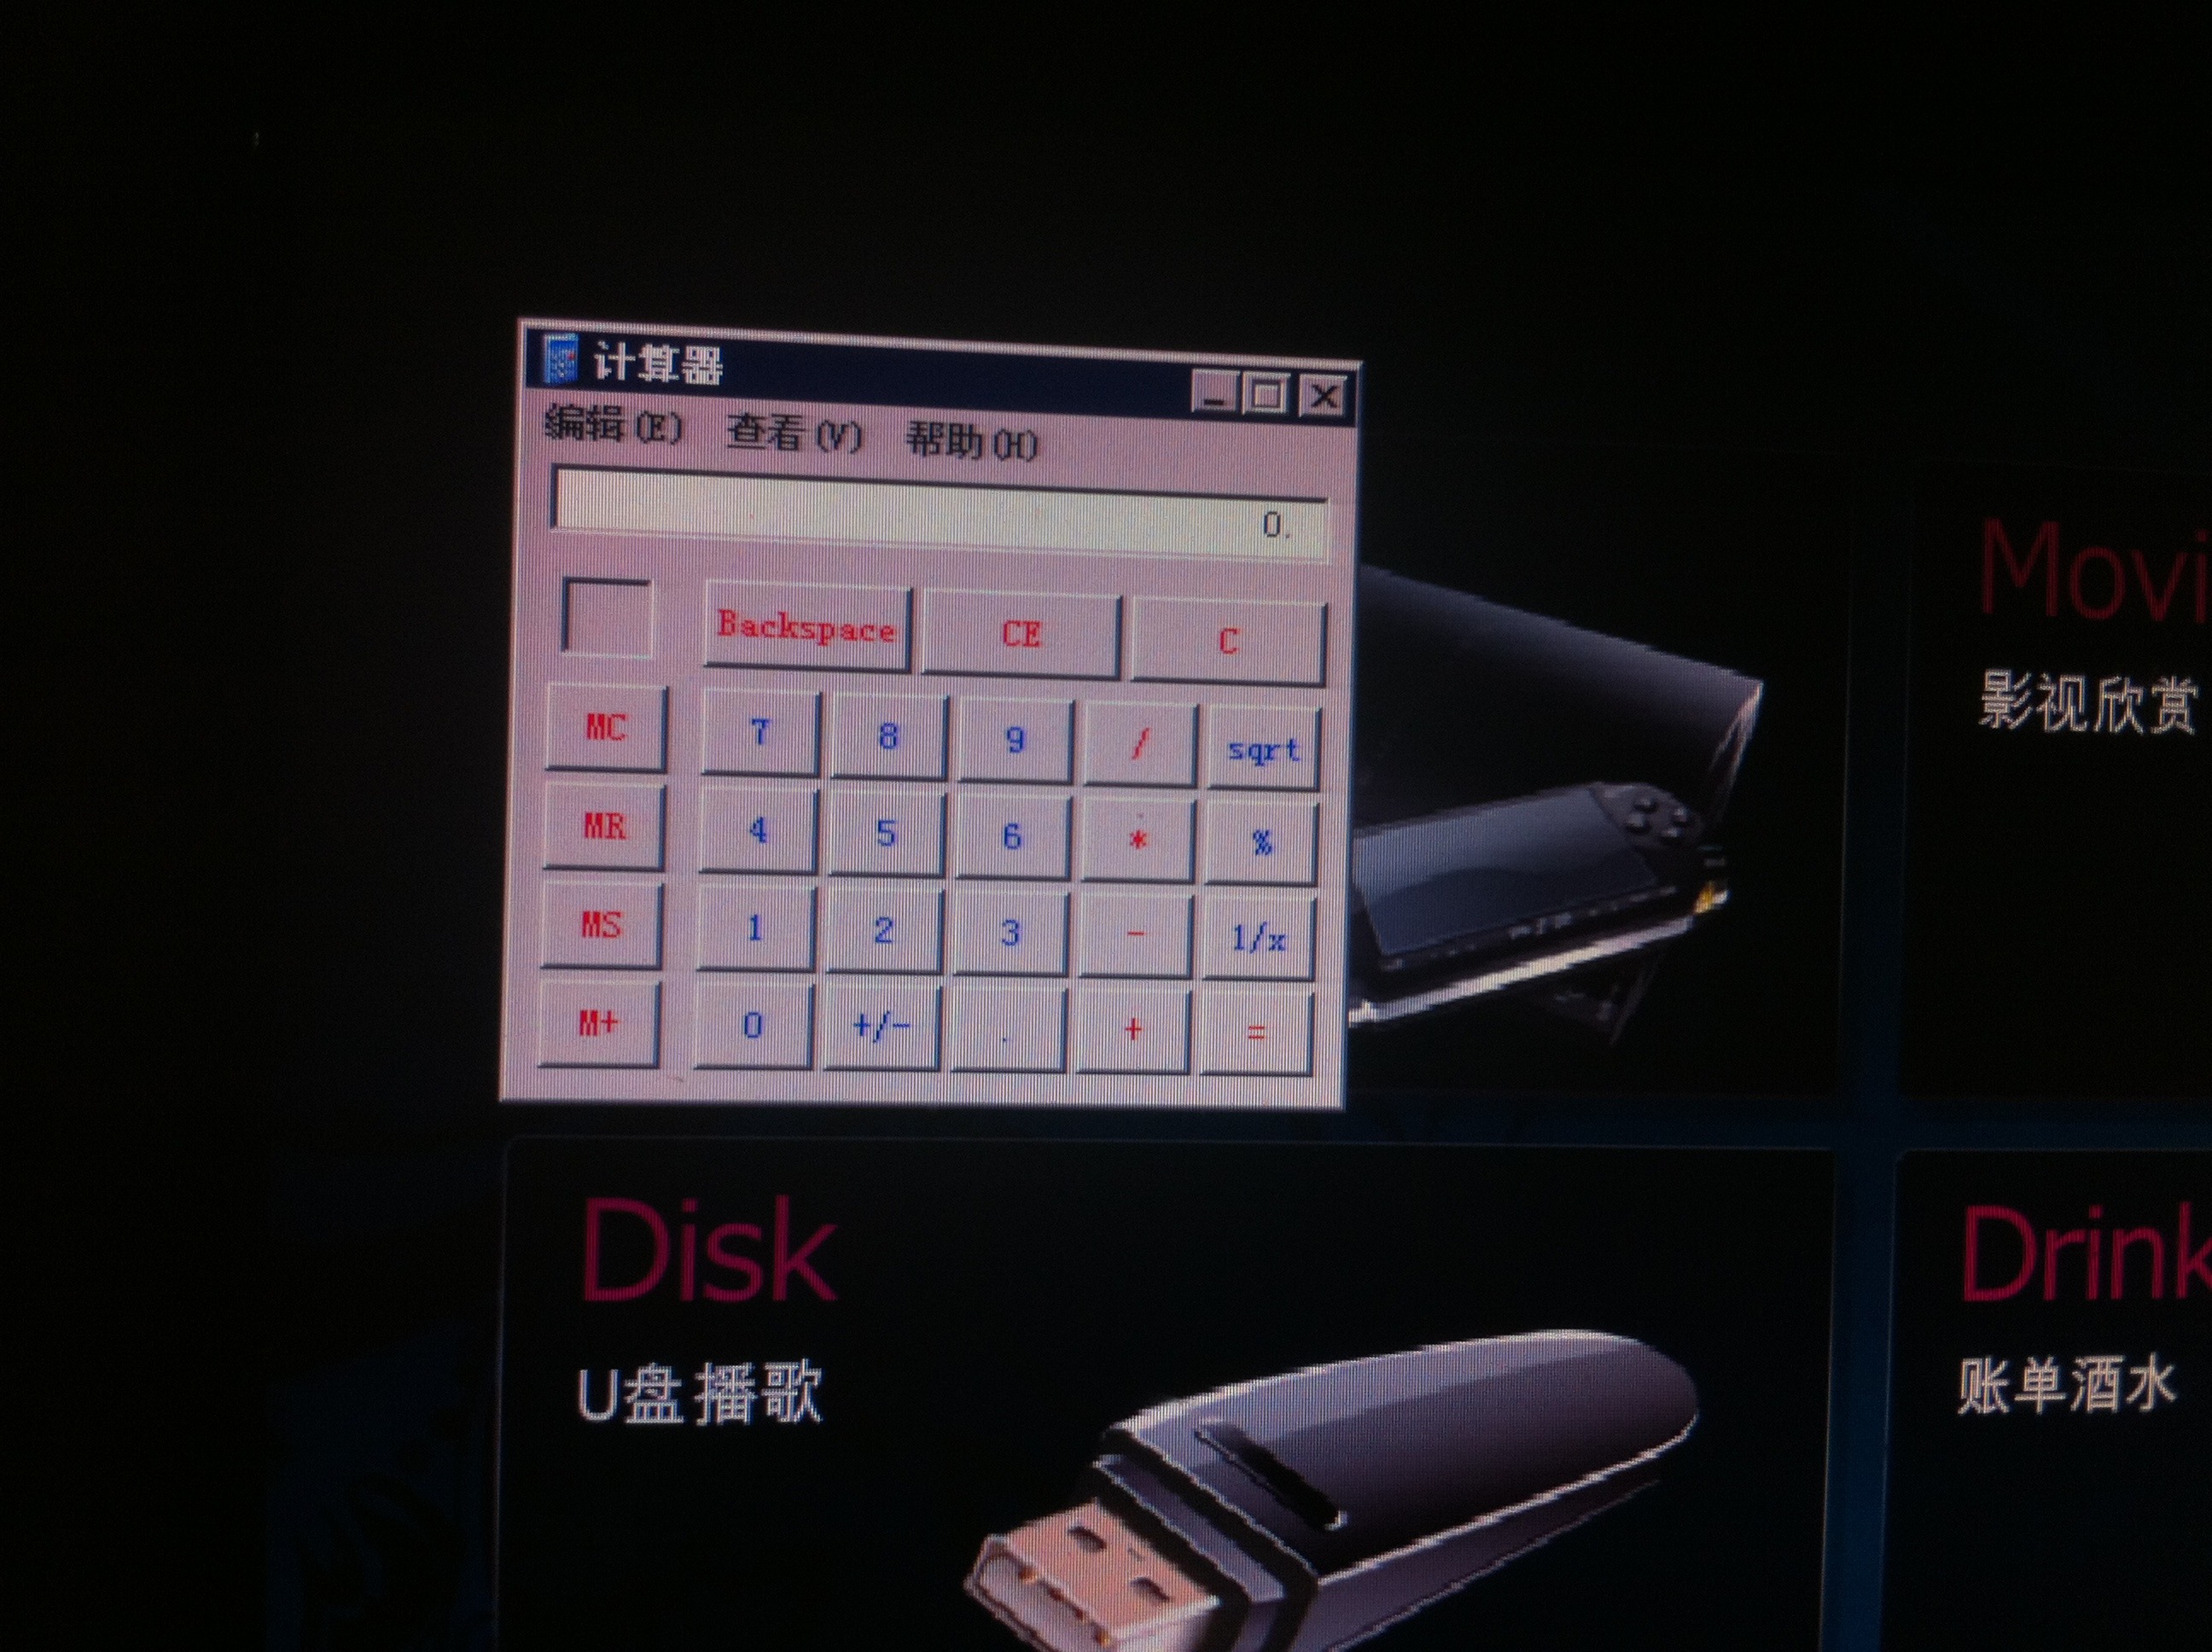 计算器
编辑(E) 查看(V) 帮助(H)
0.
Backspace CE C
MC 7 8 9 / sqrt
MR 4 5 6 * %
MS 1 2 3 - 1/x
M+ 0 +/- . + =
Movi
影视欣赏
Disk
U盘播歌
Drink
账单酒水